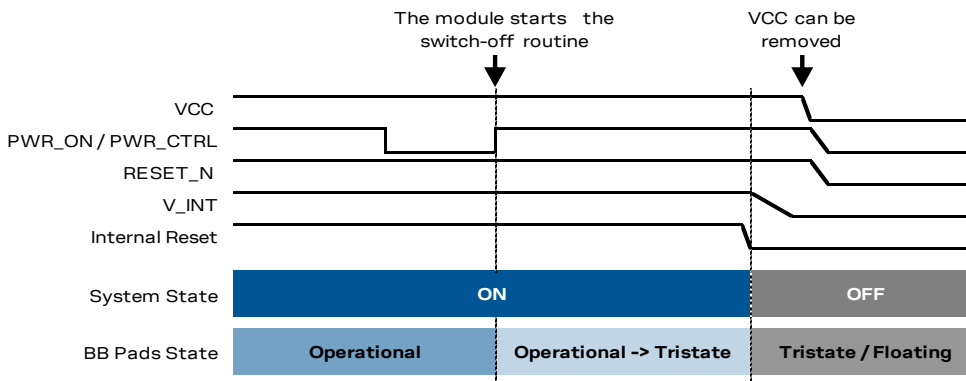 The module starts the
switch-off routine
VCC can be
removed
VCC
PWR_ON / PWR_CTRL
RESET_N
V_INT
Internal Reset
System State
ON
OFF
BB Pads State
Operational
Operational -> Tristate
Tristate / Floating